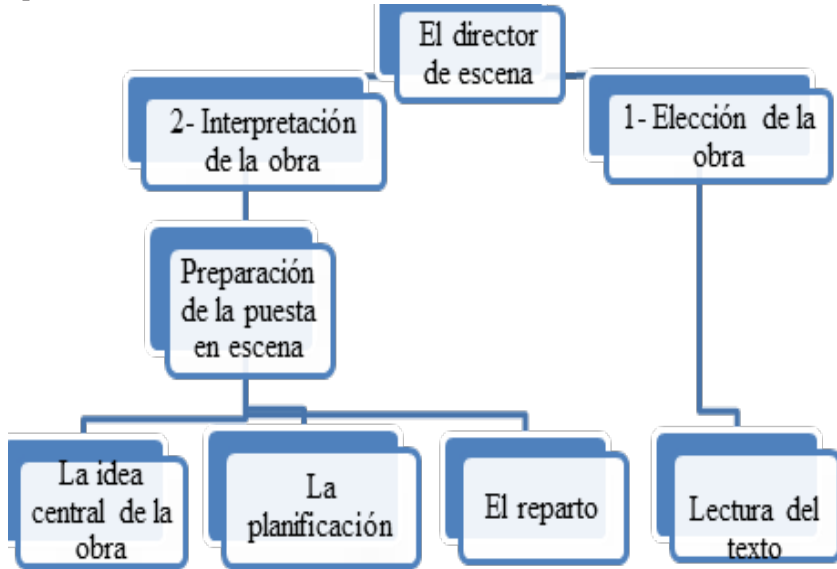 El director
de escena
2- Interpretación
de la obra
1- Elección de la
obra
Preparación
de la puesta
en escena
La idea
central de la
obra
La
planificación
El reparto
Lectura del
texto